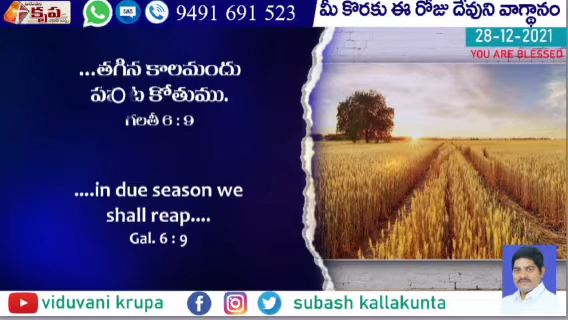 కృప
9491 691 523
మీ కొరకు ఈ రోజు దేవుని వాగ్ధానం
28-12-2021
YOU ARE BLESSED
...తగిన కాలమందు
పంట కోతుము.
గలతీ 6 : 9
....in due season we
shall reap....
Gal. 6 : 9
viduvani krupa
subash kallakunta